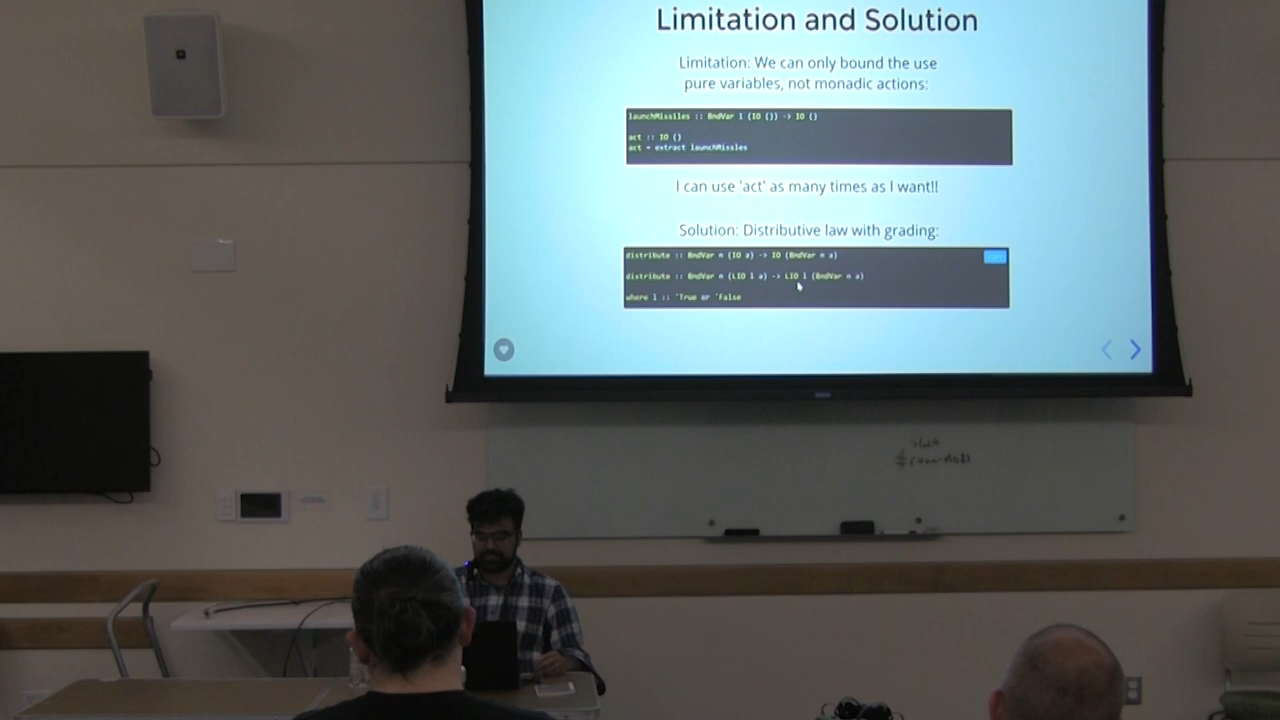 Limitation and Solution
Limitation: We can only bound the use
pure variables, not monadic actions:
launchMissiles :: BndVar 1 (IO ()) -> IO ()
act :: IO ()
act = extract launchMissles
I can use 'act' as many times as I want!!
Solution: Distributive law with grading:
distribute :: BndVar n (IO a) -> IO (BndVar n a)
distribute :: BndVar n (LIO l a) -> LIO l (BndVar n a)
where l :: 'True or 'False